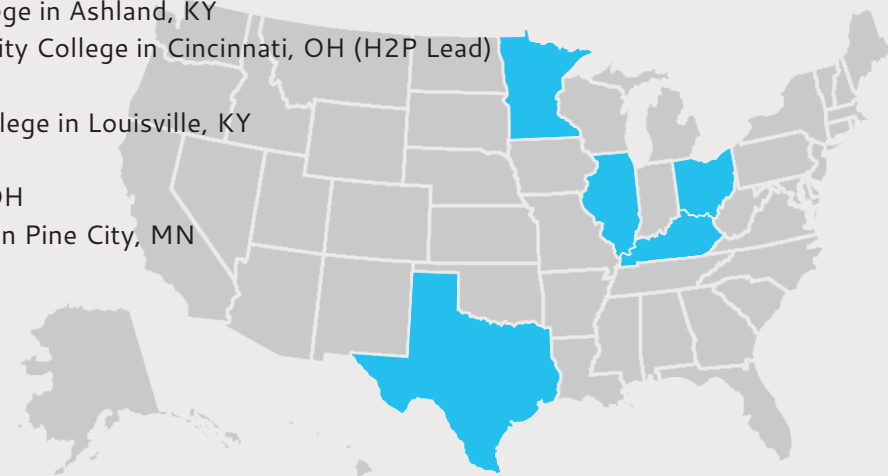 ge in Ashland, KY
ity College in Cincinnati, OH (H2P Lead)
lege in Louisville, KY
OH
n Pine City, MN